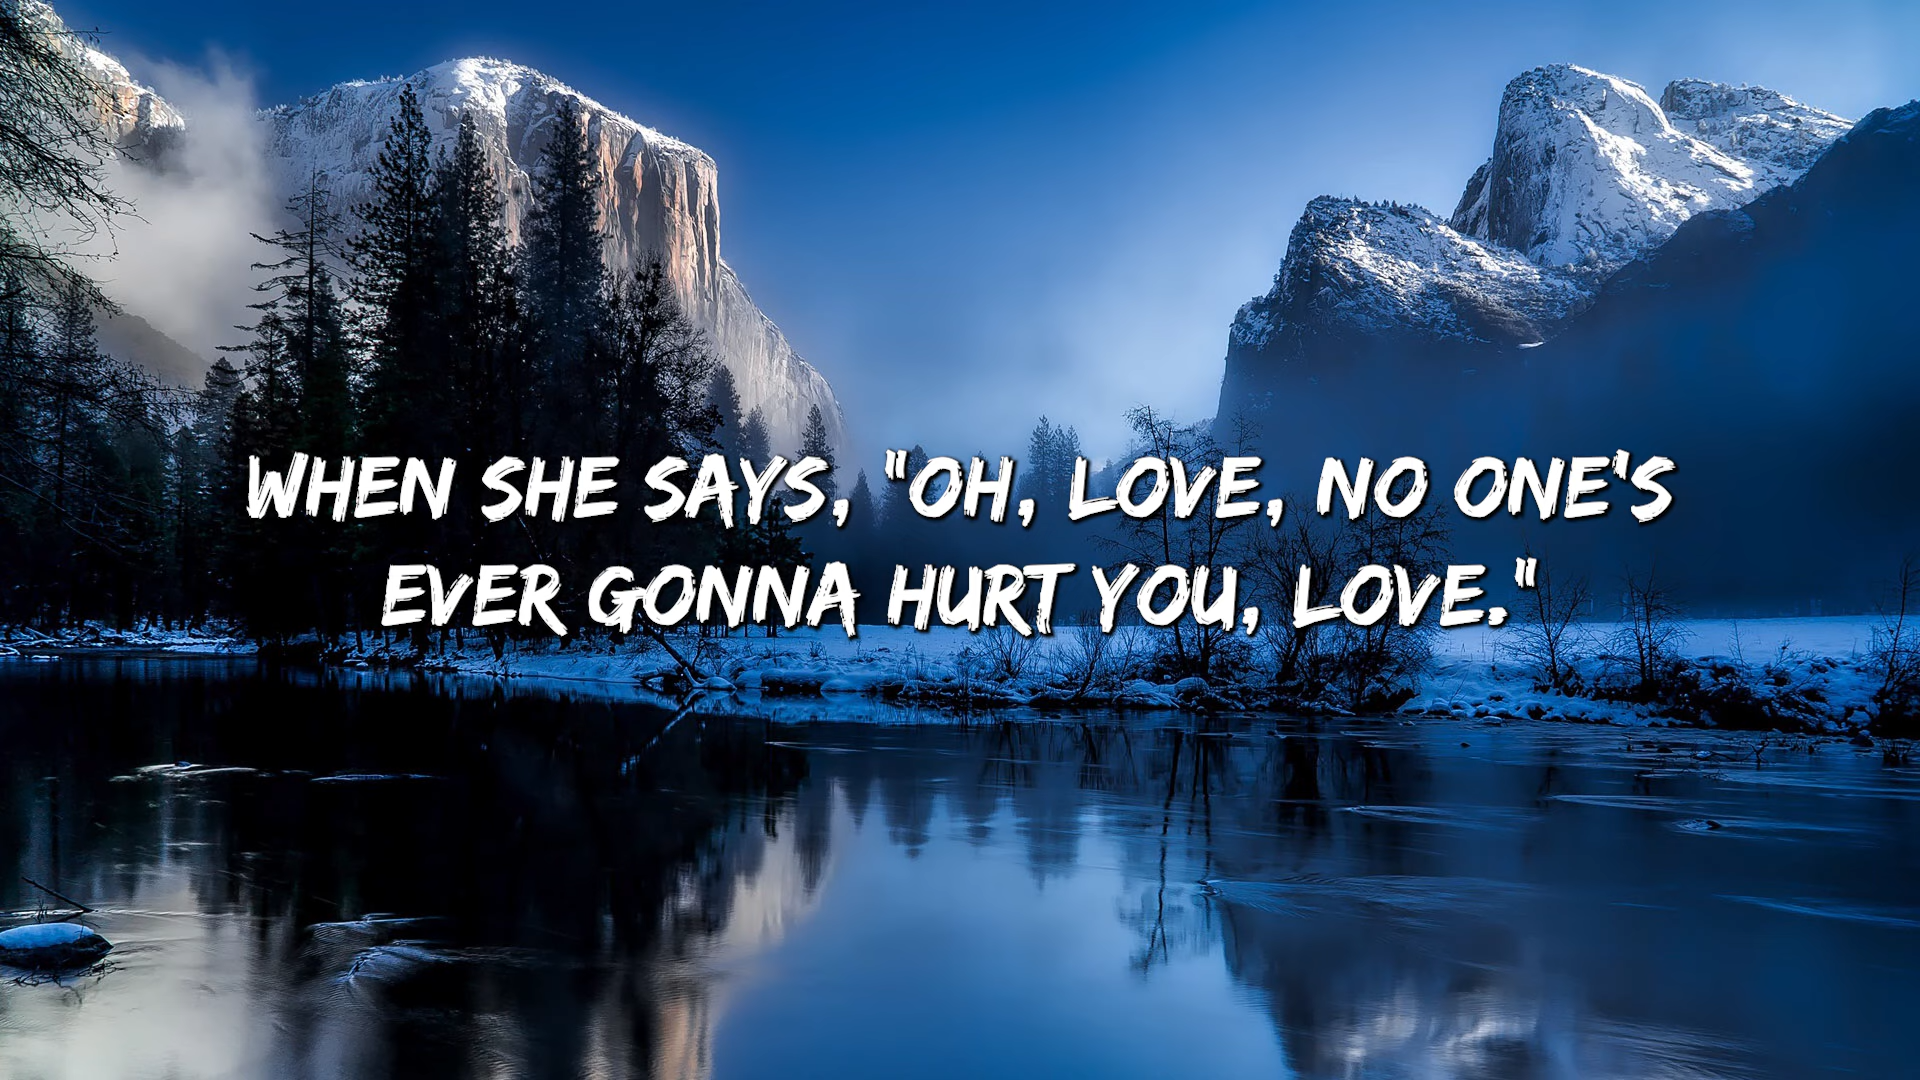 WHEN SHE SAYS, "OH, LOVE, NO ONE'S
EVER GONNA HURT YOU, LOVE."